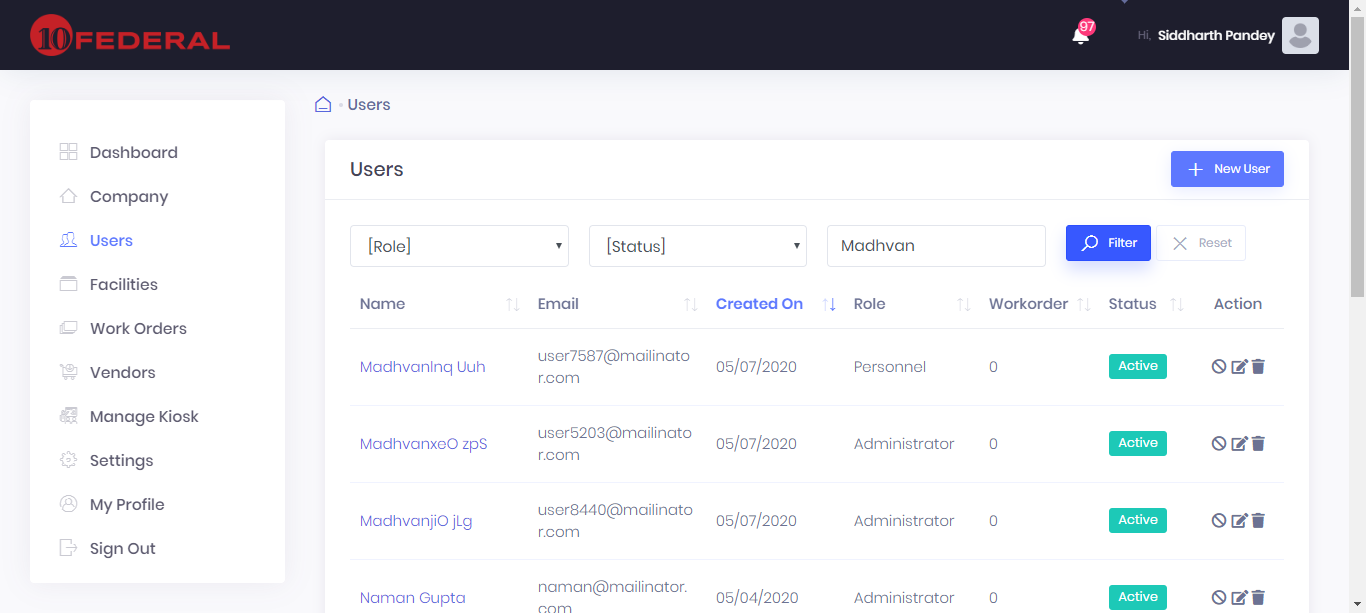 10 FEDERAL
97
Hi, Siddharth Pandey
Users
Dashboard
Company
Users
Facilities
Work Orders
Vendors
Manage Kiosk
Settings
My Profile
Sign Out
Users
New User
[Role] [Status] Madhvan Filter Reset
Name Email Created On Role Workorder Status Action
MadhvanInq Uuh user7587@mailinato 05/07/2020 Personnel 0 Active
r.com
MadhvanxeO zpS user5203@mailinato 05/07/2020 Administrator 0 Active
r.com
MadhvanjiO jLg user8440@mailinato 05/07/2020 Administrator 0 Active
r.com
Naman Gupta naman@mailinator. 05/04/2020 Administrator 0 Active
com